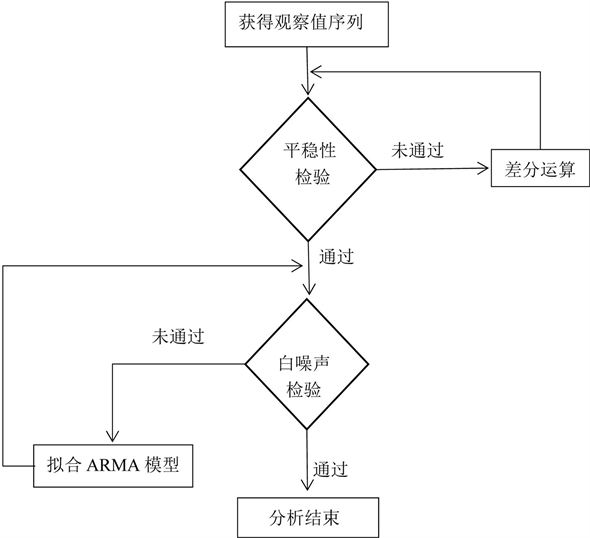 获得观察值序列
平稳性
检验
未通过
差分运算
通过
未通过
白噪声
检验
拟合 ARMA 模型
通过
分析结束